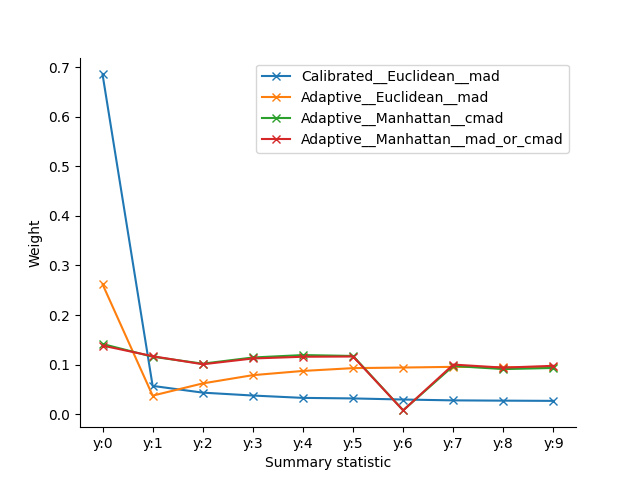 Calibrated__Euclidean__mad
Adaptive__Euclidean__mad
Adaptive__Manhattan__cmad
Adaptive__Manhattan__mad_or_cmad
Weight
0.7
0.6
0.5
0.4
0.3
0.2
0.1
0.0
y:0 y:1 y:2 y:3 y:4 y:5 y:6 y:7 y:8 y:9
Summary statistic